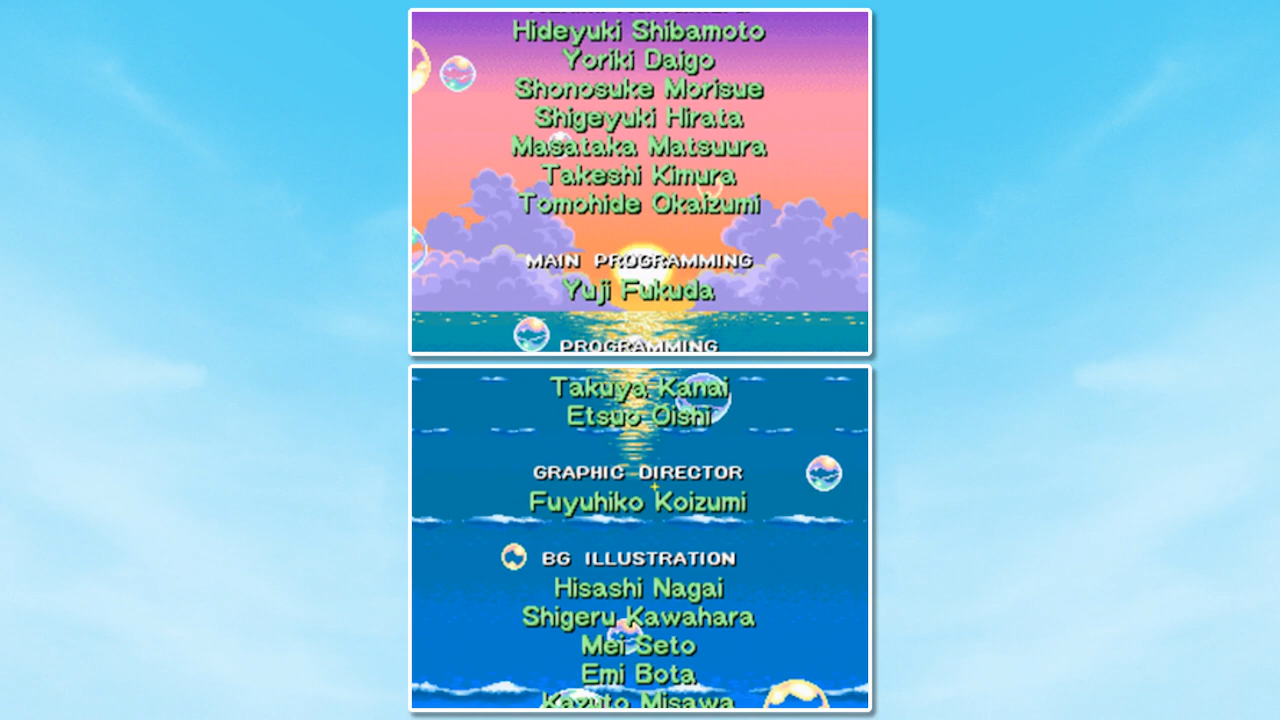 Hideyuki Shibamoto
Yoriki Daigo
Shonosuke Morisue
Shigeyuki Hirata
Masataka Matsuura
Takeshi Kimura
Tomohide Okaizumi
MAIN PROGRAMMING
Yuji Fukuda
PROGRAMMING
Takuya Kanai
Etsuo Oishi
GRAPHIC DIRECTOR
Fuyuhiko Koizumi
BG ILLUSTRATION
Hisashi Nagai
Shigeru Kawahara
Mei Seto
Emi Bota
Kazuto Misawa